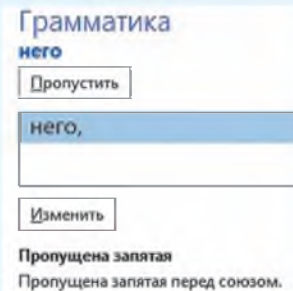 Грамматика
него
Пропустить
него,
Изменить
Пропущена запятая
Пропущена запятая перед союзом.